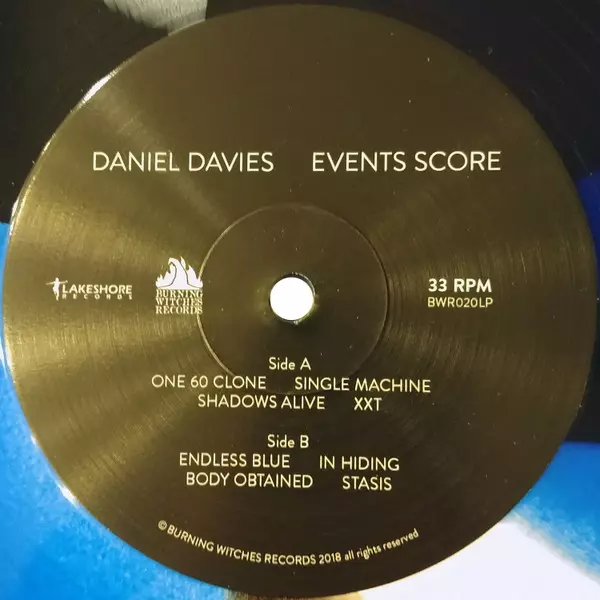 DANIEL DAVIES EVENTS SCORE
LAKESHORE
RECORDS
BURNING
WITCHES
RECORDS
33 RPM
BWR020LP
Side A
ONE 60 CLONE SINGLE MACHINE
SHADOWS ALIVE XXT
Side B
ENDLESS BLUE IN HIDING
BODY OBTAINED STASIS
© BURNING WITCHES RECORDS 2018 all rights reserved